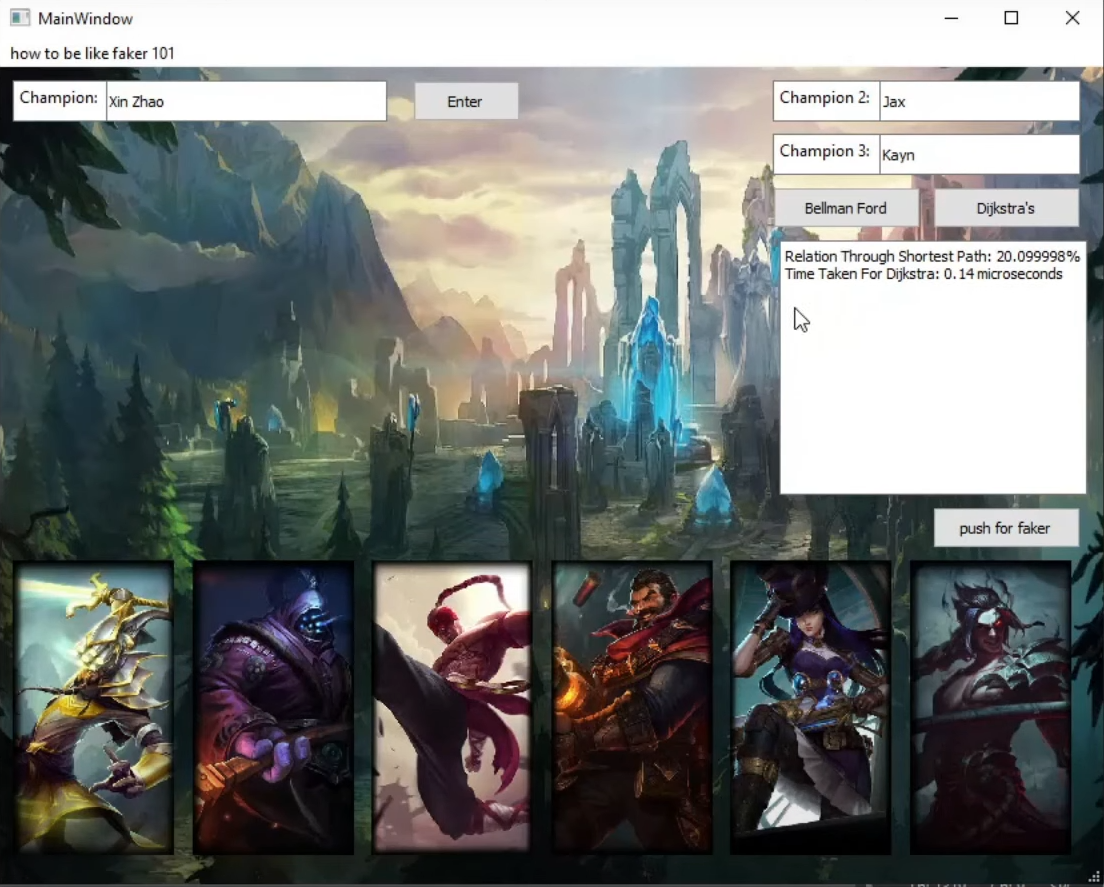 MainWindow
how to be like faker 101
Champion: Xin Zhao
Enter
Champion 2: Jax
Champion 3: Kayn
Bellman Ford
Dijkstra's
Relation Through Shortest Path: 20.099998%
Time Taken For Dijkstra: 0.14 microseconds
push for faker